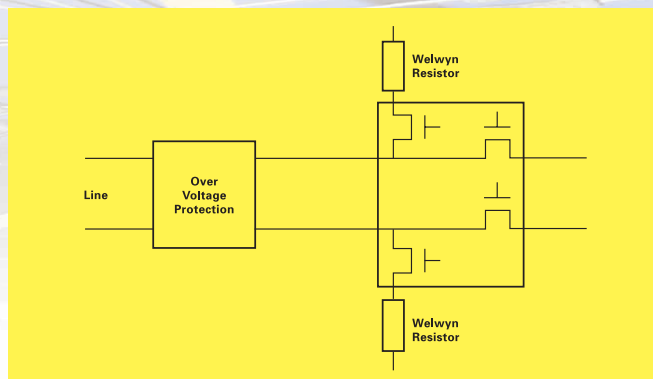 Welwyn
Resistor
Line
Over
Voltage
Protection
Welwyn
Resistor